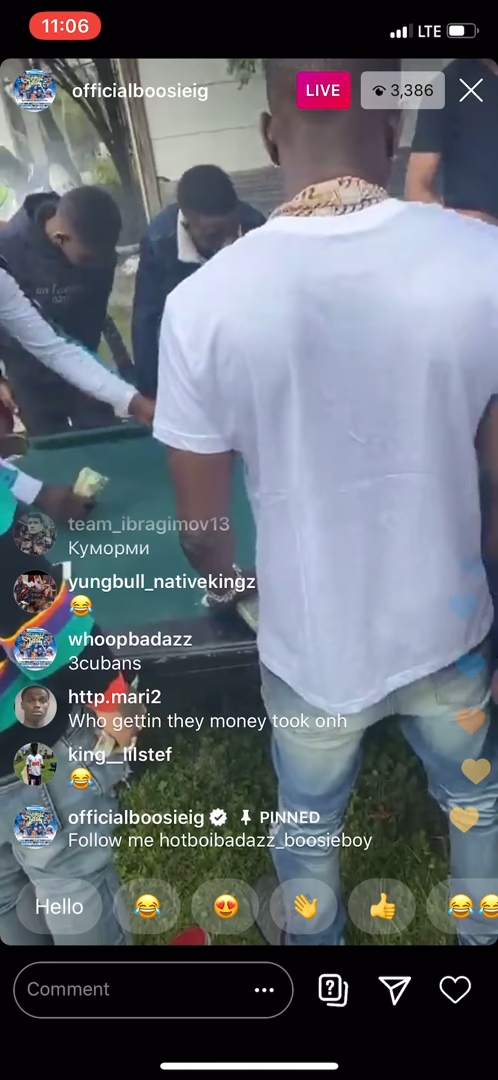 11:06
LTE
officialboosieig
LIVE
3,386
team_ibragimov13
Куморми
yungbull_nativekingz
😂
whoopbadazz
3cubans
http.mari2
Who gettin they money took onh
king__lilstef
😂
officialboosieig PINNED
Follow me hotboibadazz_boosieboy
Hello 😂 😍 👋 👍 😂😂
Comment